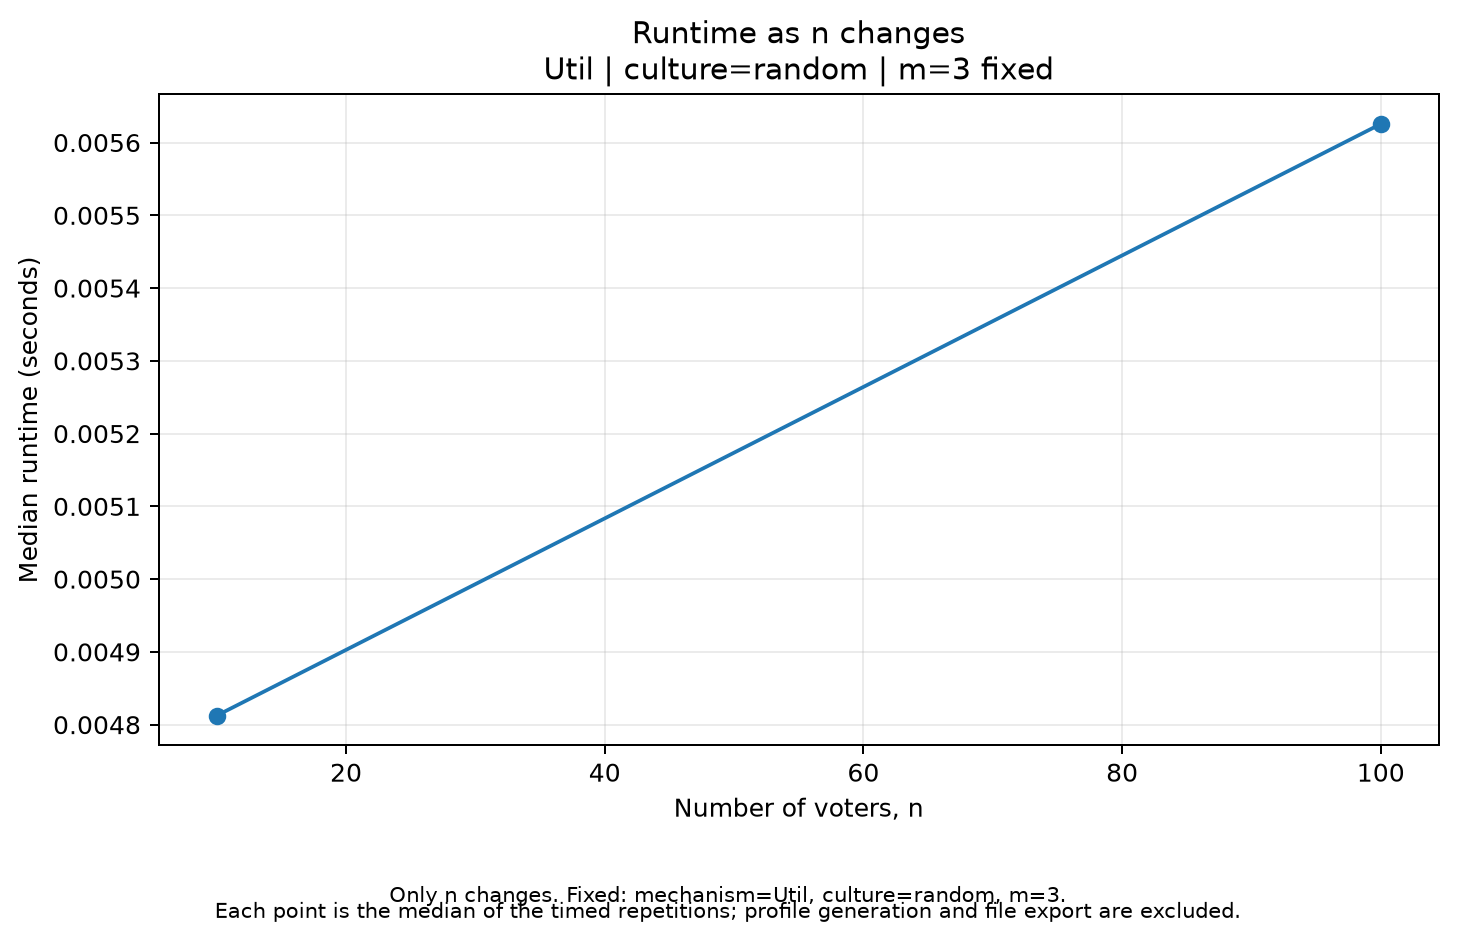 Runtime as n changes
Util | culture=random | m=3 fixed
Median runtime (seconds)
0.0056
0.0055
0.0054
0.0053
0.0052
0.0051
0.0050
0.0049
0.0048
20 40 60 80 100
Number of voters, n
Only n changes. Fixed: mechanism=Util, culture=random, m=3.
Each point is the median of the timed repetitions; profile generation and file export are excluded.